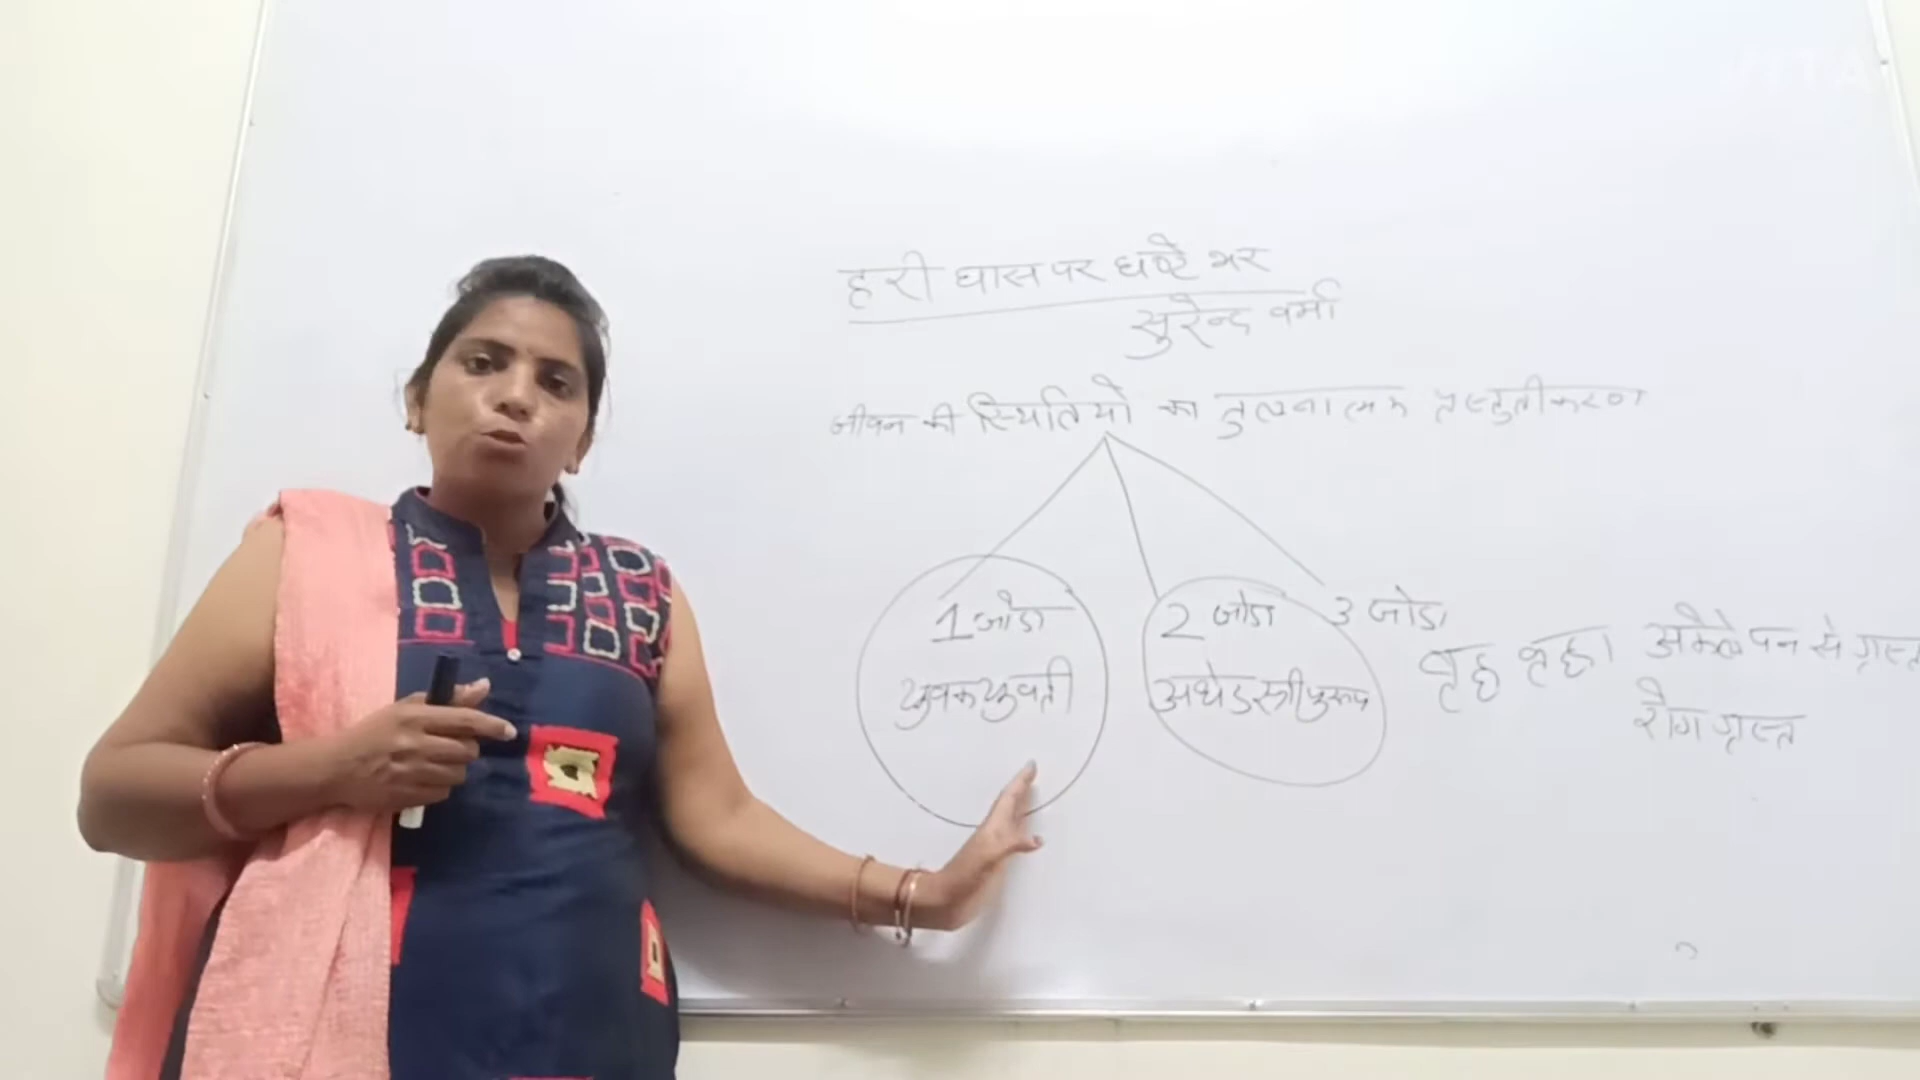 हरी घास पर घण्टे भर
सुरेन्द्र वर्मा
जीवन की स्थितियो का तुलनात्मक प्रस्तुतीकरण
1 जोडा
युवक युवती
2 जोडा
अधेड स्त्री पुरूष
3 जोडा
वृद्ध वृद्धा
अकेलेपन से ग्रस्त
रोग ग्रस्त